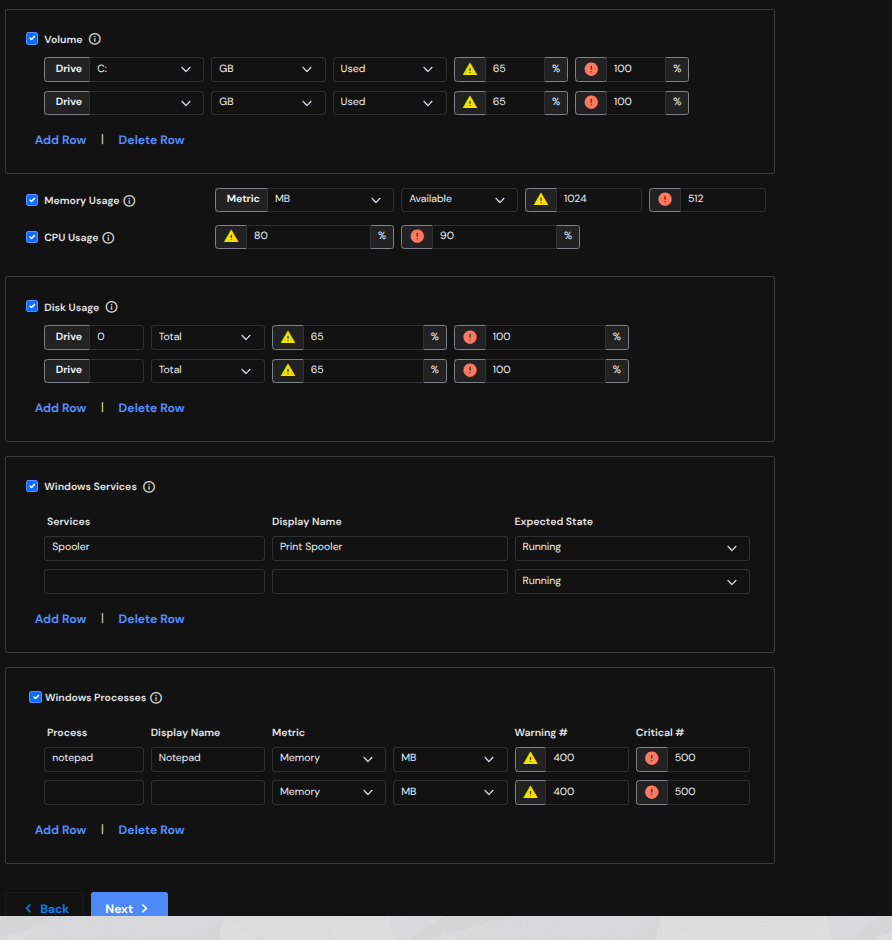 Volume
Drive C: GB Used 65 % 100 %
Drive GB Used 65 % 100 %
Add Row | Delete Row
Memory Usage Metric MB Available 1024 512
CPU Usage 80 % 90 %
Disk Usage
Drive 0 Total 65 % 100 %
Drive Total 65 % 100 %
Add Row | Delete Row
Windows Services
Services Display Name Expected State
Spooler Print Spooler Running
Running
Add Row | Delete Row
Windows Processes
Process Display Name Metric Warning # Critical #
notepad Notepad Memory MB 400 500
Memory MB 400 500
Add Row | Delete Row
Back Next